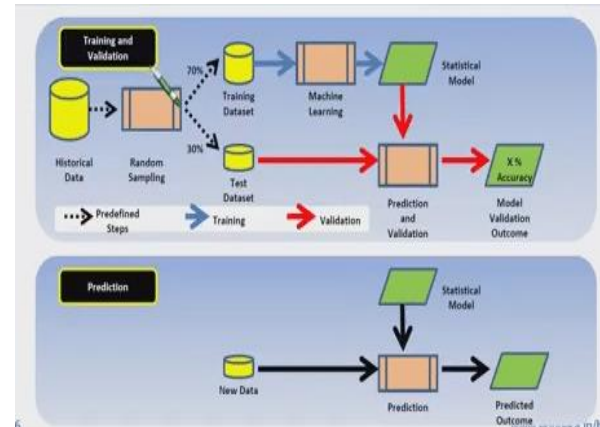 Training and
Validation
70%
30%
Historical
Data
Random
Sampling
Training
Dataset
Machine
Learning
Statistical
Model
Test
Dataset
Prediction
and
Validation
X %
Accuracy
Model
Validation
Outcome
Predefined
Steps
Training
Validation
Prediction
Statistical
Model
New Data
Prediction
Predicted
Outcome